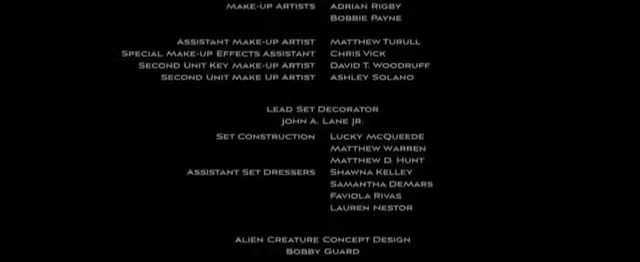 Make-up Artists Adrian Rigby
Bobbie Payne
Assistant Make-up Artist Matthew Turull
Special Make-up Effects Assistant Chris Vick
Second Unit Key Make-up Artist David T. Woodruff
Second Unit Make Up Artist Ashley Solano
Lead Set Decorator
John A. Lane Jr.
Set Construction Lucky McQueede
Matthew Warren
Matthew D. Hunt
Assistant Set Dressers Shawna Kelley
Samantha DeMars
Faviola Rivas
Lauren Nestor
Alien Creature Concept Design
Bobby Guard